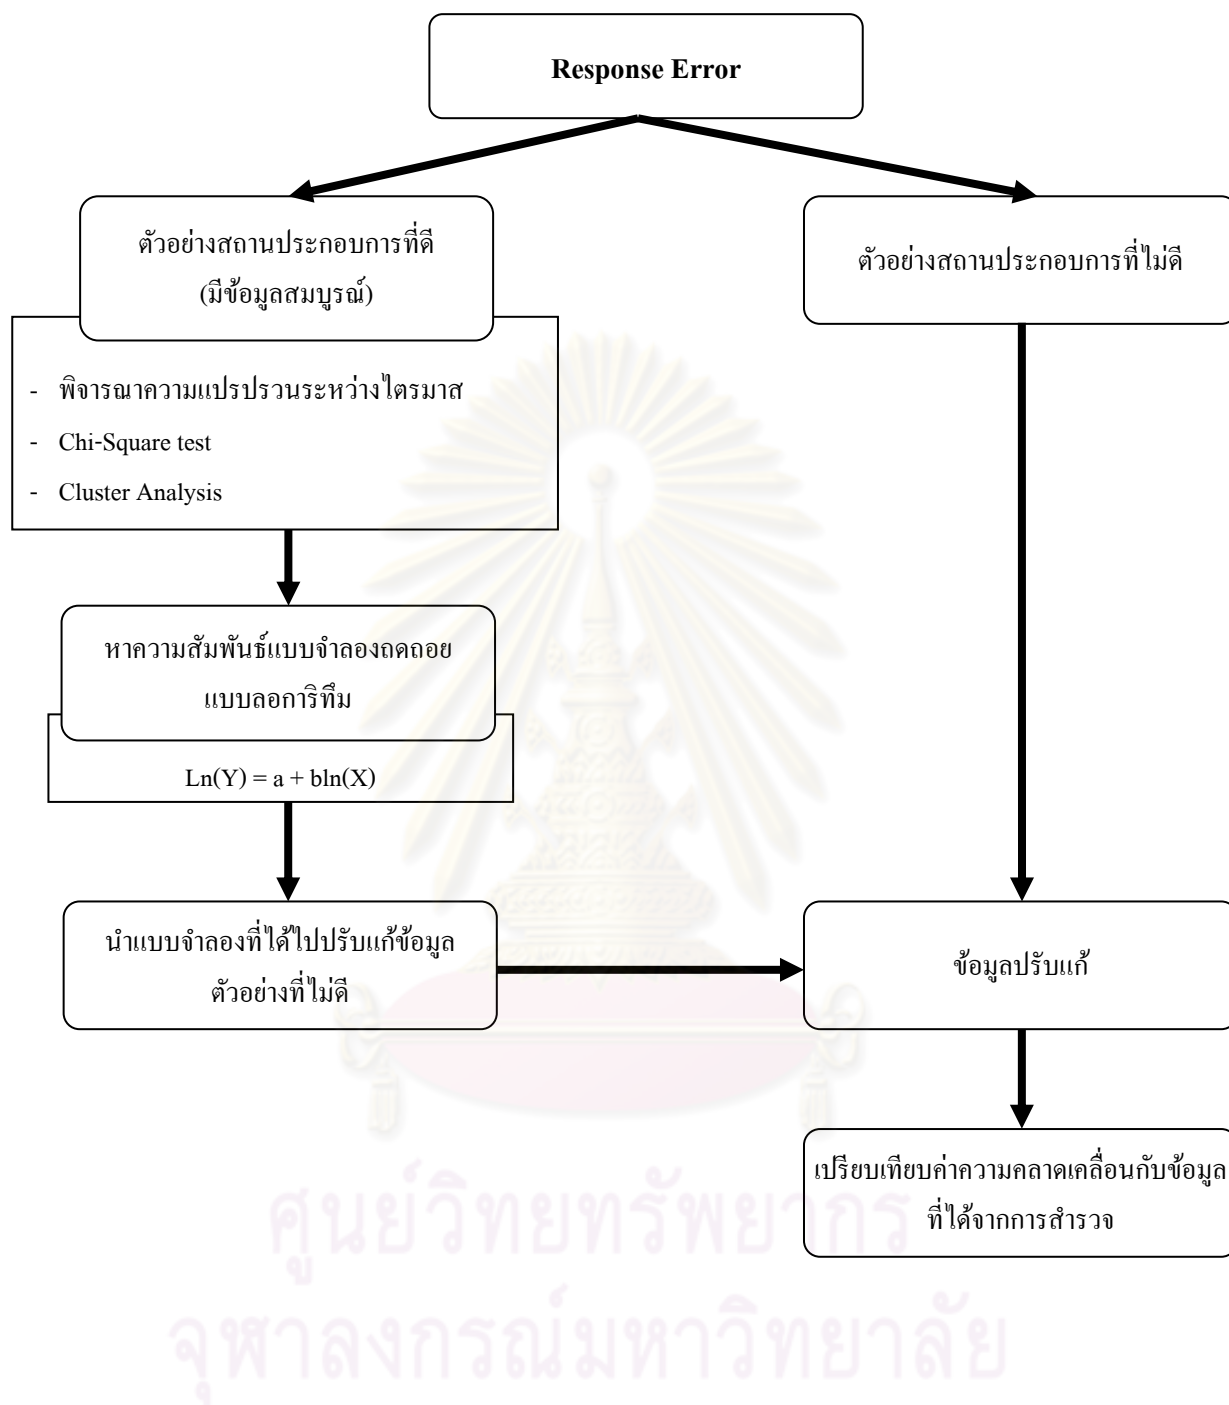 Response Error
ตัวอย่างสถานประกอบการที่ดี
(มีข้อมูลสมบูรณ์)
ตัวอย่างสถานประกอบการที่ไม่ดี
- พิจารณาความแปรปรวนระหว่างไตรมาส
- Chi-Square test
- Cluster Analysis
หาความสัมพันธ์แบบจำลองถดถอย
แบบลอการิทึม
Ln(Y) = a + bln(X)
นำแบบจำลองที่ได้ไปปรับแก้ข้อมูล
ตัวอย่างที่ไม่ดี
ข้อมูลปรับแก้
เปรียบเทียบค่าความคลาดเคลื่อนกับข้อมูล
ที่ได้จากการสำรวจ
ศูนย์วิทยทรัพยากร
จุฬาลงกรณ์มหาวิทยาลัย